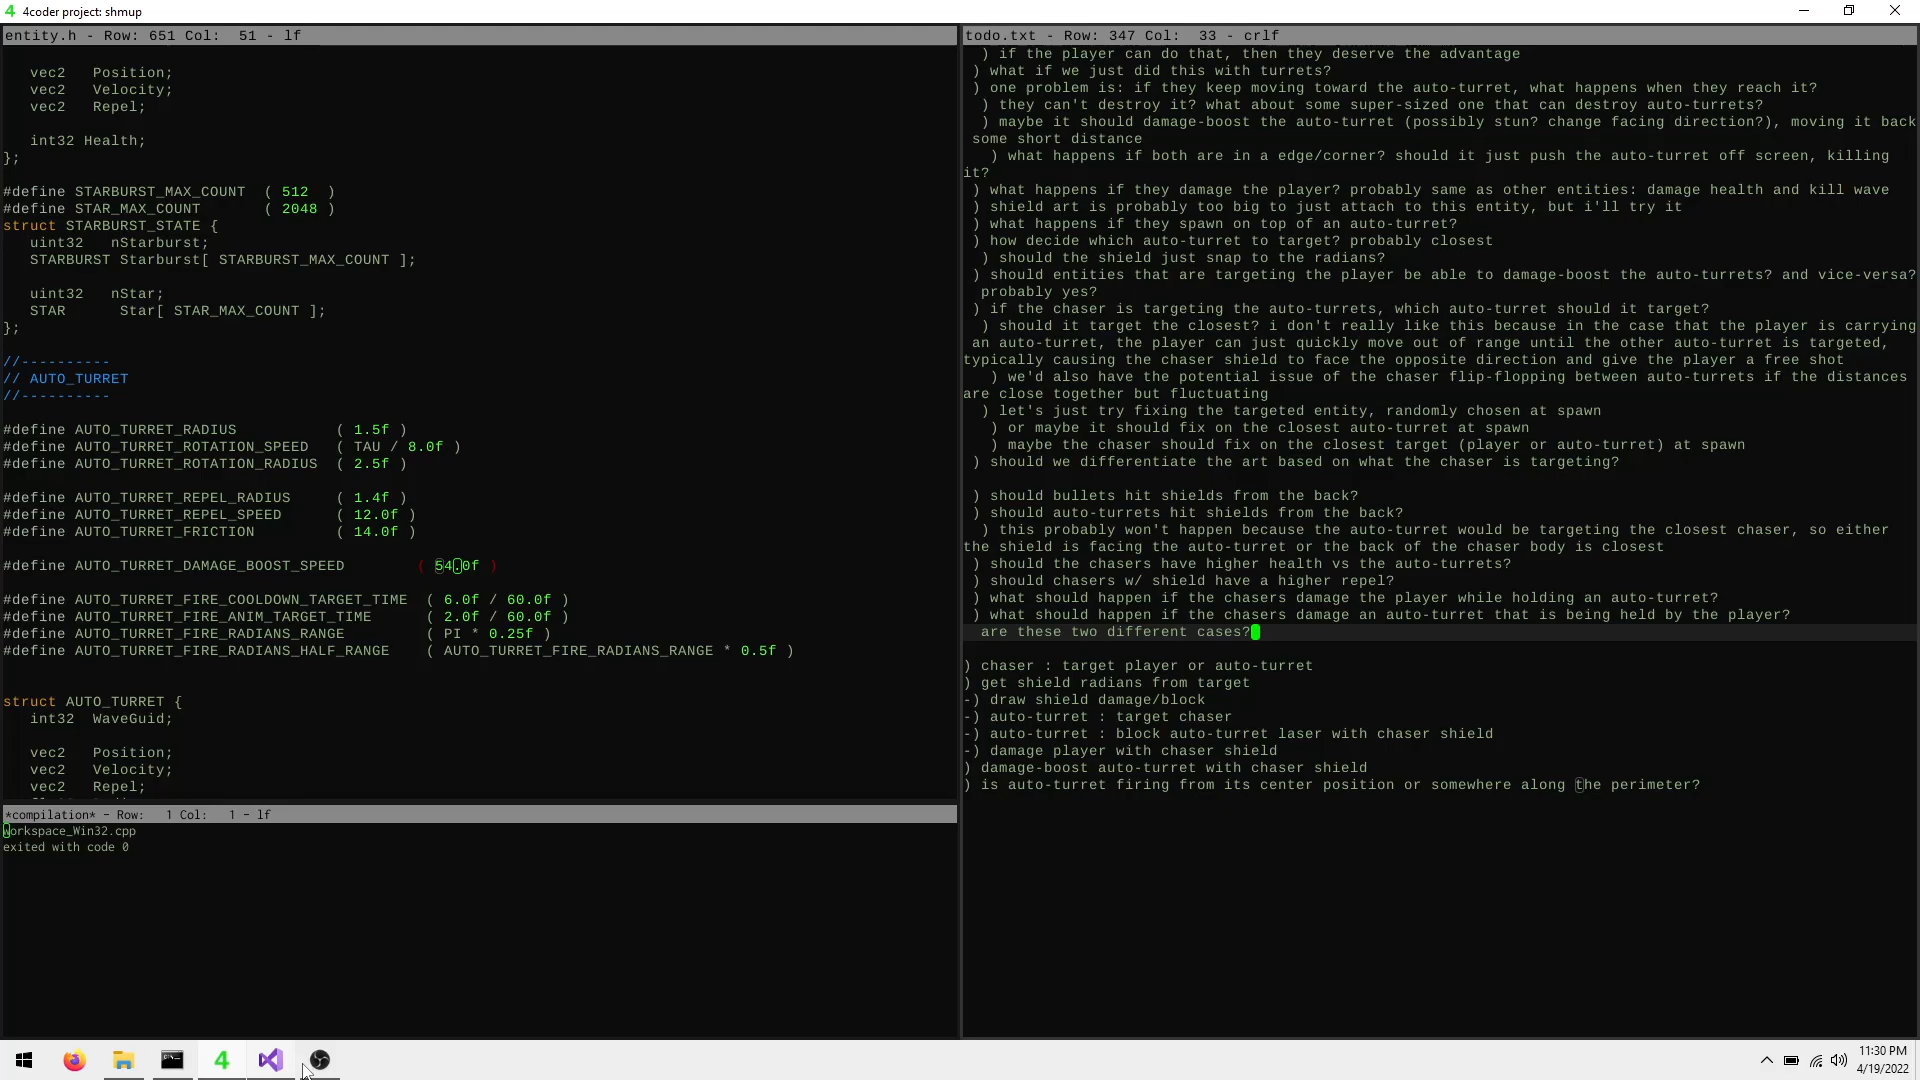 4 4coder project: shmup
entity.h - Row: 651 Col:  51 - lf
vec2   Position;
vec2   Velocity;
vec2   Repel;
int32 Health;
};
#define STARBURST_MAX_COUNT  ( 512  )
#define STAR_MAX_COUNT       ( 2048 )
struct STARBURST_STATE {
uint32   nStarburst;
STARBURST Starburst[ STARBURST_MAX_COUNT ];
uint32   nStar;
STAR      Star[ STAR_MAX_COUNT ];
};
//----------
// AUTO_TURRET
//----------
#define AUTO_TURRET_RADIUS           ( 1.5f )
#define AUTO_TURRET_ROTATION_SPEED   ( TAU / 8.0f )
#define AUTO_TURRET_ROTATION_RADIUS  ( 2.5f )
#define AUTO_TURRET_REPEL_RADIUS     ( 1.4f )
#define AUTO_TURRET_REPEL_SPEED      ( 12.0f )
#define AUTO_TURRET_FRICTION         ( 14.0f )
#define AUTO_TURRET_DAMAGE_BOOST_SPEED        ( 54.0f )
#define AUTO_TURRET_FIRE_COOLDOWN_TARGET_TIME  ( 6.0f / 60.0f )
#define AUTO_TURRET_FIRE_ANIM_TARGET_TIME      ( 2.0f / 60.0f )
#define AUTO_TURRET_FIRE_RADIANS_RANGE         ( PI * 0.25f )
#define AUTO_TURRET_FIRE_RADIANS_HALF_RANGE    ( AUTO_TURRET_FIRE_RADIANS_RANGE * 0.5f )
struct AUTO_TURRET {
int32  WaveGuid;
vec2   Position;
vec2   Velocity;
vec2   Repel;
*compilation* - Row:   1 Col:   1 - lf
workspace_Win32.cpp
exited with code 0
todo.txt - Row: 347 Col:  33 - crlf
) if the player can do that, then they deserve the advantage
) what if we just did this with turrets?
) one problem is: if they keep moving toward the auto-turret, what happens when they reach it?
) they can't destroy it? what about some super-sized one that can destroy auto-turrets?
) maybe it should damage-boost the auto-turret (possibly stun? change facing direction?), moving it back
some short distance
) what happens if both are in a edge/corner? should it just push the auto-turret off screen, killing
it?
) what happens if they damage the player? probably same as other entities: damage health and kill wave
) shield art is probably too big to just attach to this entity, but i'll try it
) what happens if they spawn on top of an auto-turret?
) how decide which auto-turret to target? probably closest
) should the shield just snap to the radians?
) should entities that are targeting the player be able to damage-boost the auto-turrets? and vice-versa?
probably yes?
) if the chaser is targeting the auto-turrets, which auto-turret should it target?
) should it target the closest? i don't really like this because in the case that the player is carrying
an auto-turret, the player can just quickly move out of range until the other auto-turret is targeted,
typically causing the chaser shield to face the opposite direction and give the player a free shot
) we'd also have the potential issue of the chaser flip-flopping between auto-turrets if the distances
are close together but fluctuating
) let's just try fixing the targeted entity, randomly chosen at spawn
) or maybe it should fix on the closest auto-turret at spawn
) maybe the chaser should fix on the closest target (player or auto-turret) at spawn
) should we differentiate the art based on what the chaser is targeting?
) should bullets hit shields from the back?
) should auto-turrets hit shields from the back?
) this probably won't happen because the auto-turret would be targeting the closest chaser, so either
the shield is facing the auto-turret or the back of the chaser body is closest
) should the chasers have higher health vs the auto-turrets?
) should chasers w/ shield have a higher repel?
) what should happen if the chasers damage the player while holding an auto-turret?
) what should happen if the chasers damage an auto-turret that is being held by the player?
are these two different cases?
) chaser : target player or auto-turret
) get shield radians from target
-) draw shield damage/block
-) auto-turret : target chaser
-) auto-turret : block auto-turret laser with chaser shield
-) damage player with chaser shield
) damage-boost auto-turret with chaser shield
) is auto-turret firing from its center position or somewhere along the perimeter?
4
11:30 PM
4/19/2022